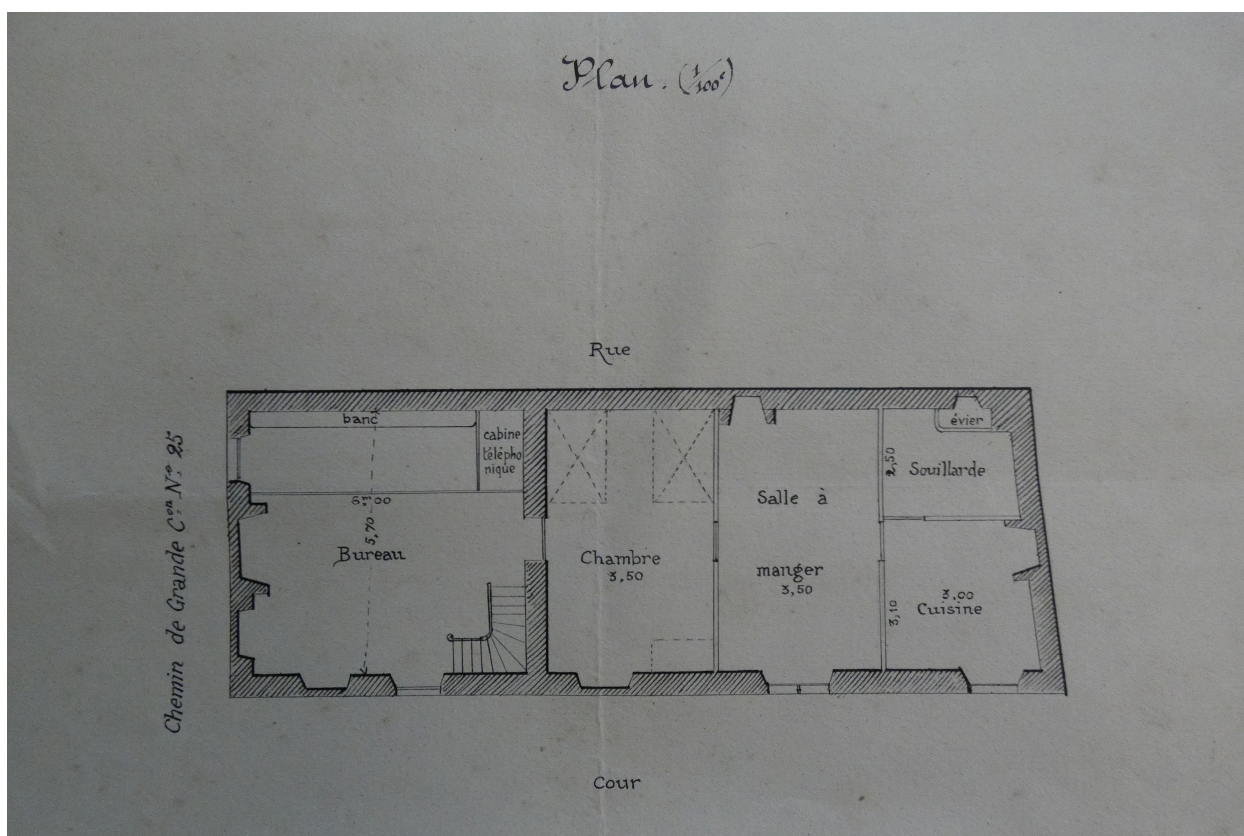 Plan. (1/100e)
Rue
banc
cabine
télépho
nique
évier
2,50
Souillarde
Salle à
6,00
5,70
Bureau
Chambre
3,50
manger
3,50
3,00
Cuisine
3,10
Chemin de Grande Con No 25
Cour